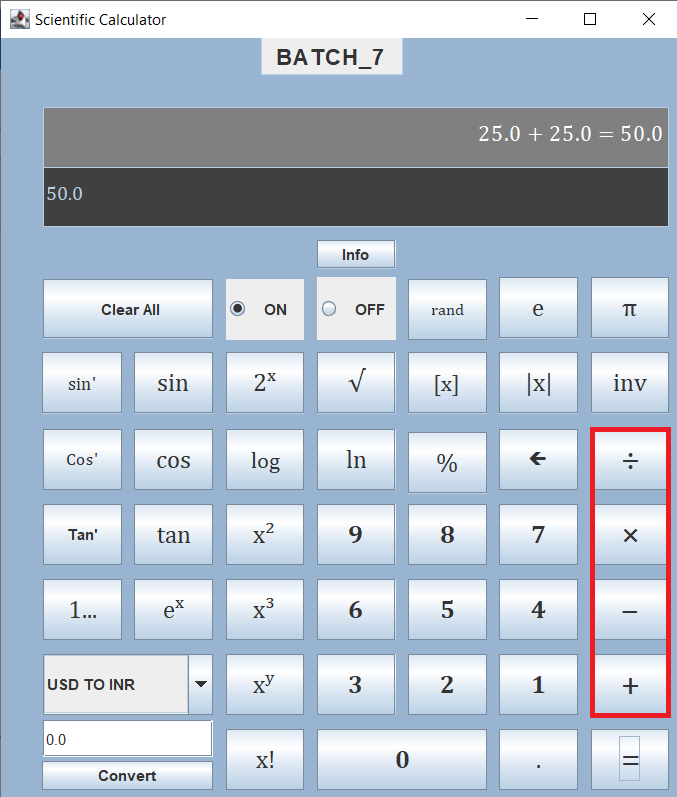 Scientific Calculator
BATCH_7
25.0 + 25.0 = 50.0
50.0
Info
Clear All ON OFF rand e π
sin' sin 2ˣ √ [x] |x| inv
Cos' cos log ln % 🡰 ÷
Tan' tan x² 9 8 7 ×
1... eˣ x³ 6 5 4 −
USD TO INR xʸ 3 2 1 +
0.0
Convert x! 0 . =